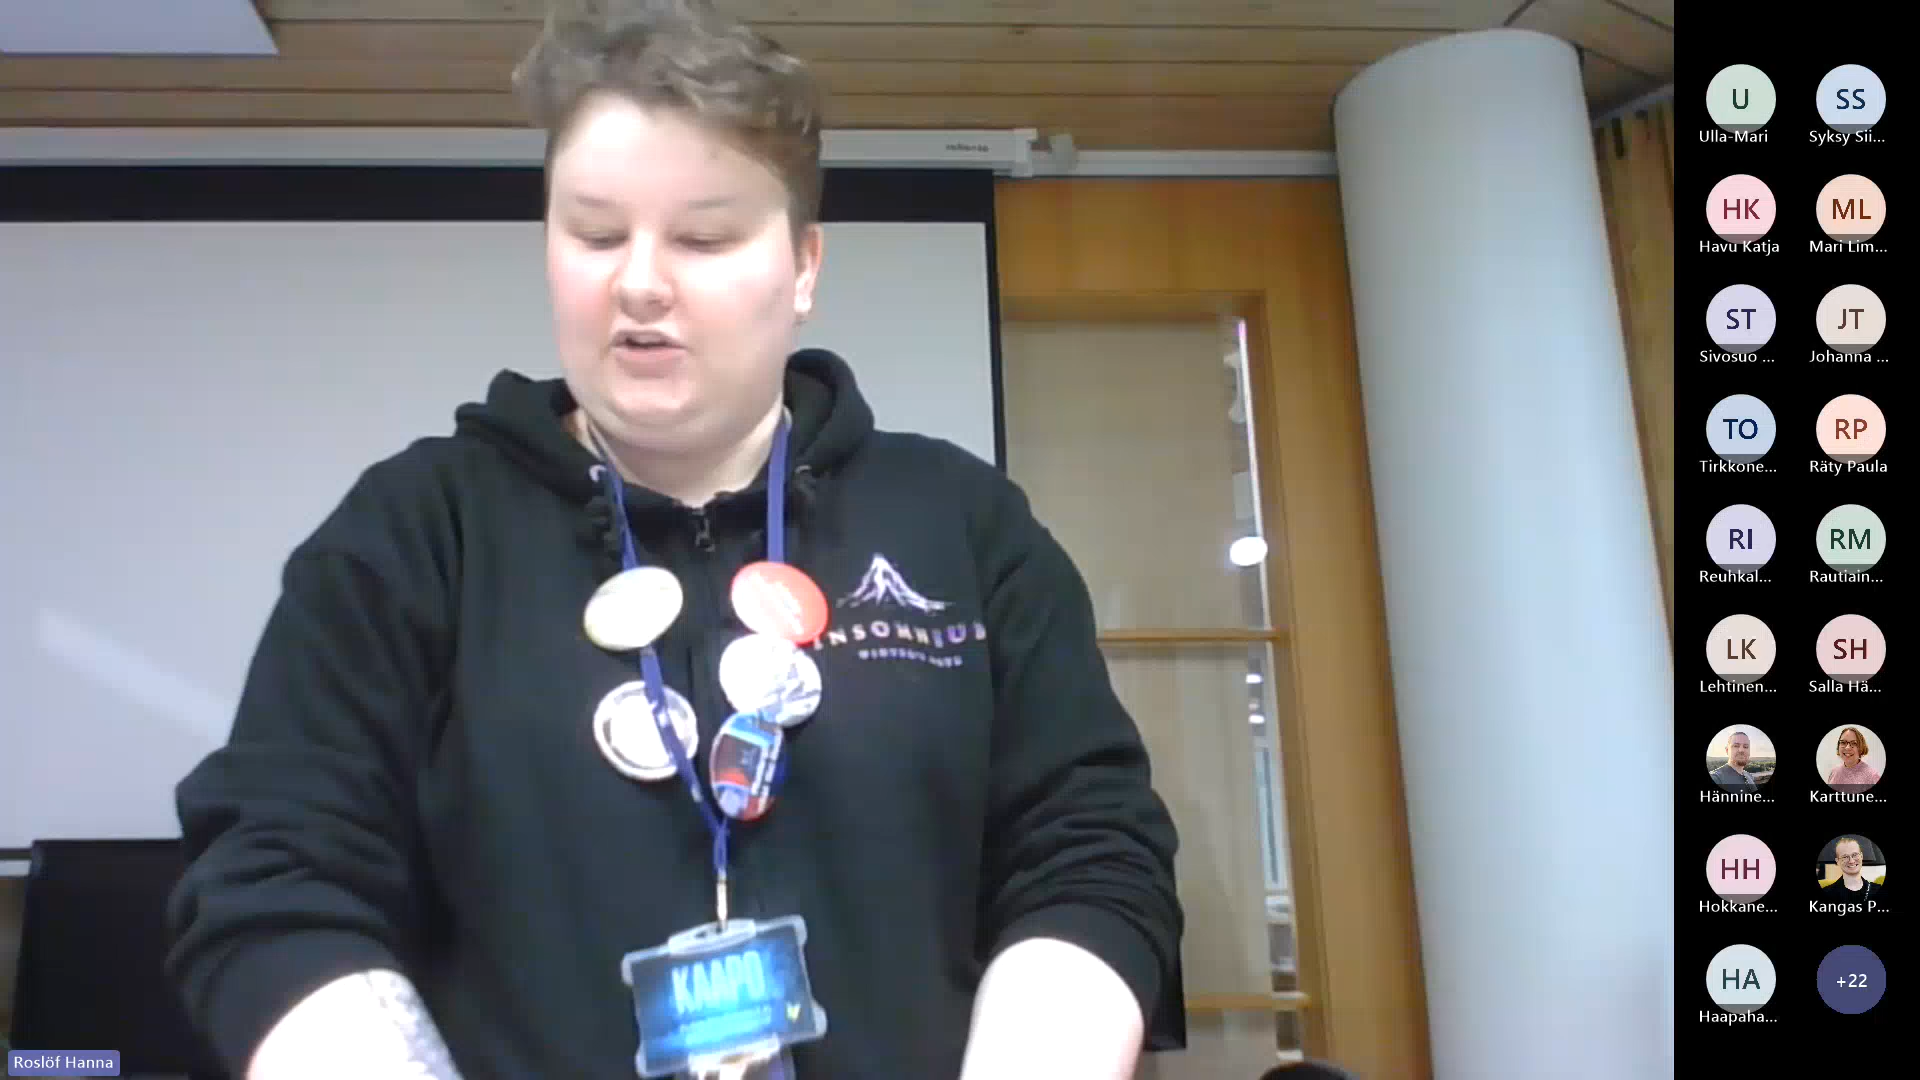 U
SS
Ulla-Mari
Syksy Sii...
HK
ML
Havu Katja
Mari Lim...
ST
JT
Sivosuo ...
Johanna ...
TO
RP
Tirkkone...
Räty Paula
RI
RM
Reuhkal...
Rautiain...
LK
SH
Lehtinen...
Salla Hä...
Hännine...
Karttune...
HH
Hokkane...
Kangas P...
HA
+22
Haapaha...
KAAPO
Roslöf Hanna